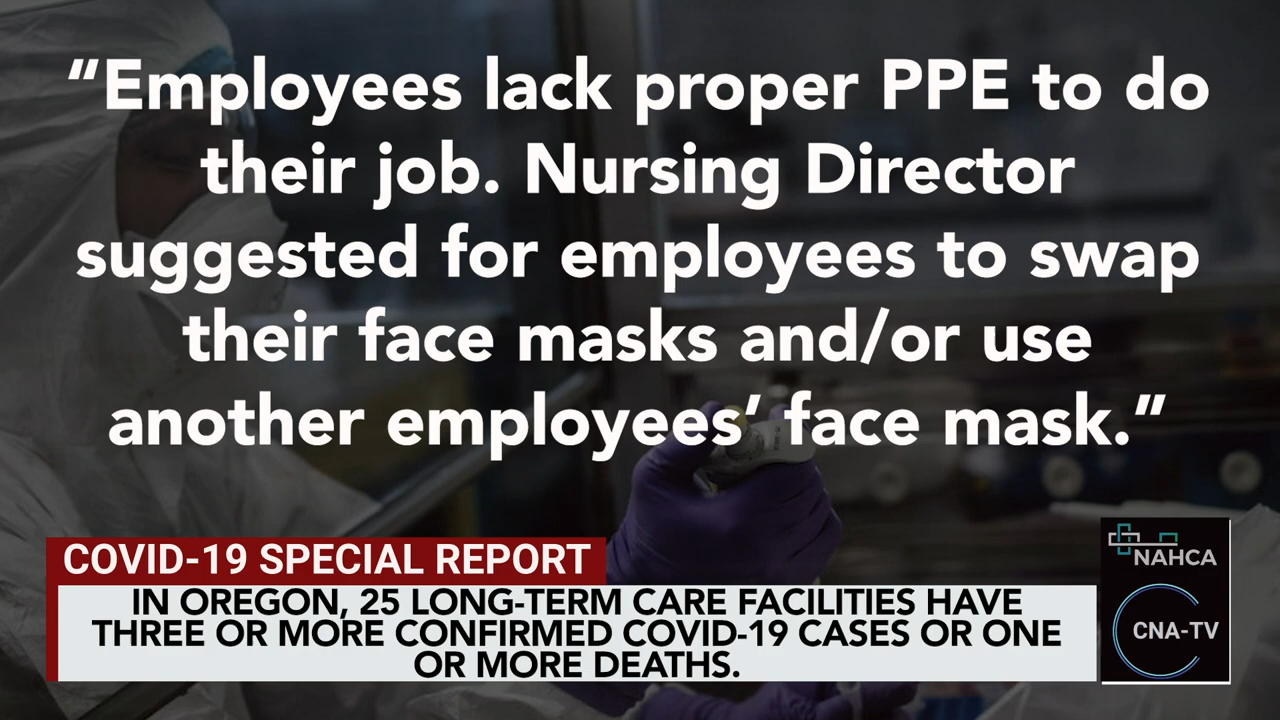 “Employees lack proper PPE to do
their job. Nursing Director
suggested for employees to swap
their face masks and/or use
another employees’ face mask.”
COVID-19 SPECIAL REPORT
IN OREGON, 25 LONG-TERM CARE FACILITIES HAVE
THREE OR MORE CONFIRMED COVID-19 CASES OR ONE
OR MORE DEATHS.
NAHCA
CNA-TV